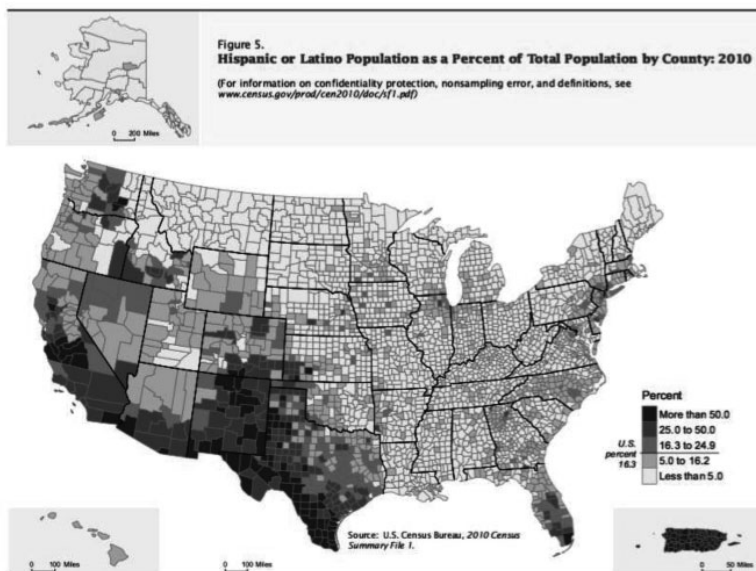 Figure 5.
Hispanic or Latino Population as a Percent of Total Population by County: 2010
(For information on confidentiality protection, nonsampling error, and definitions, see
www.census.gov/prod/cen2010/doc/sf1.pdf)
0 200 Miles
Percent
More than 50.0
25.0 to 50.0
16.3 to 24.9
U.S.
percent
16.3
5.0 to 16.2
Less than 5.0
Source: U.S. Census Bureau, 2010 Census
Summary File 1.
0 100 Miles
0 100 Miles
0 50 Miles